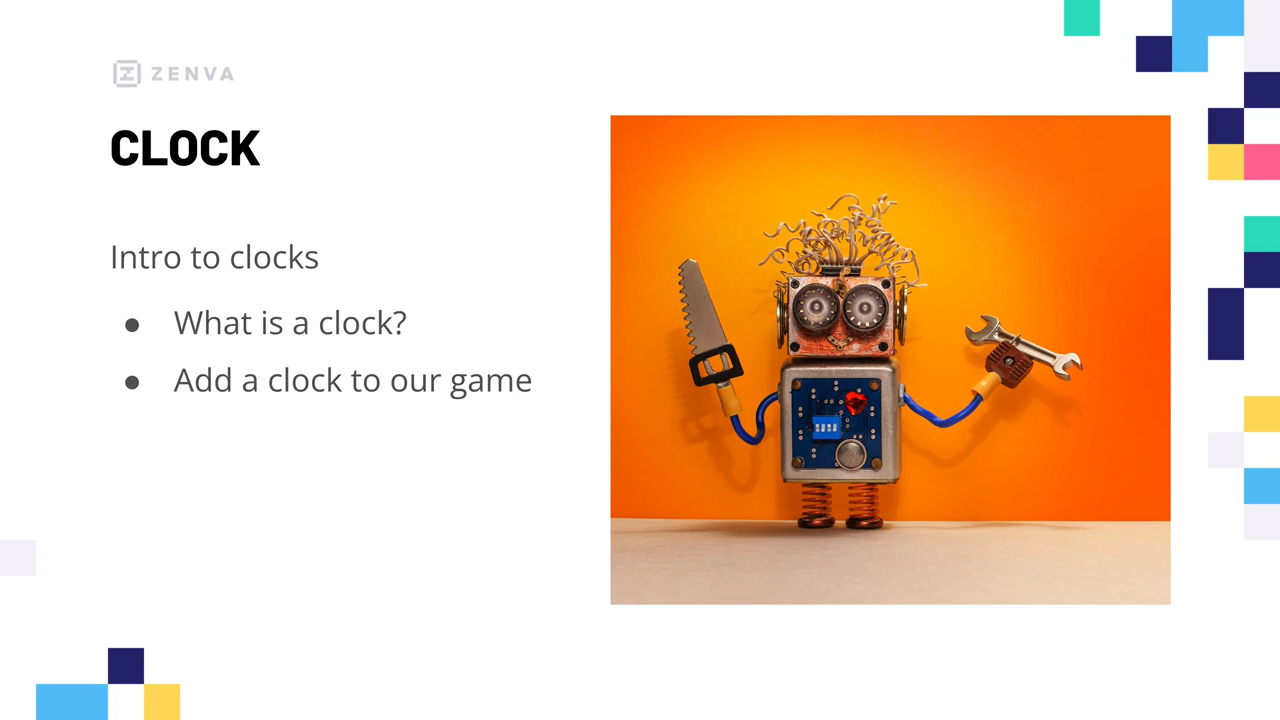 ZENVA
CLOCK
Intro to clocks
● What is a clock?
● Add a clock to our game